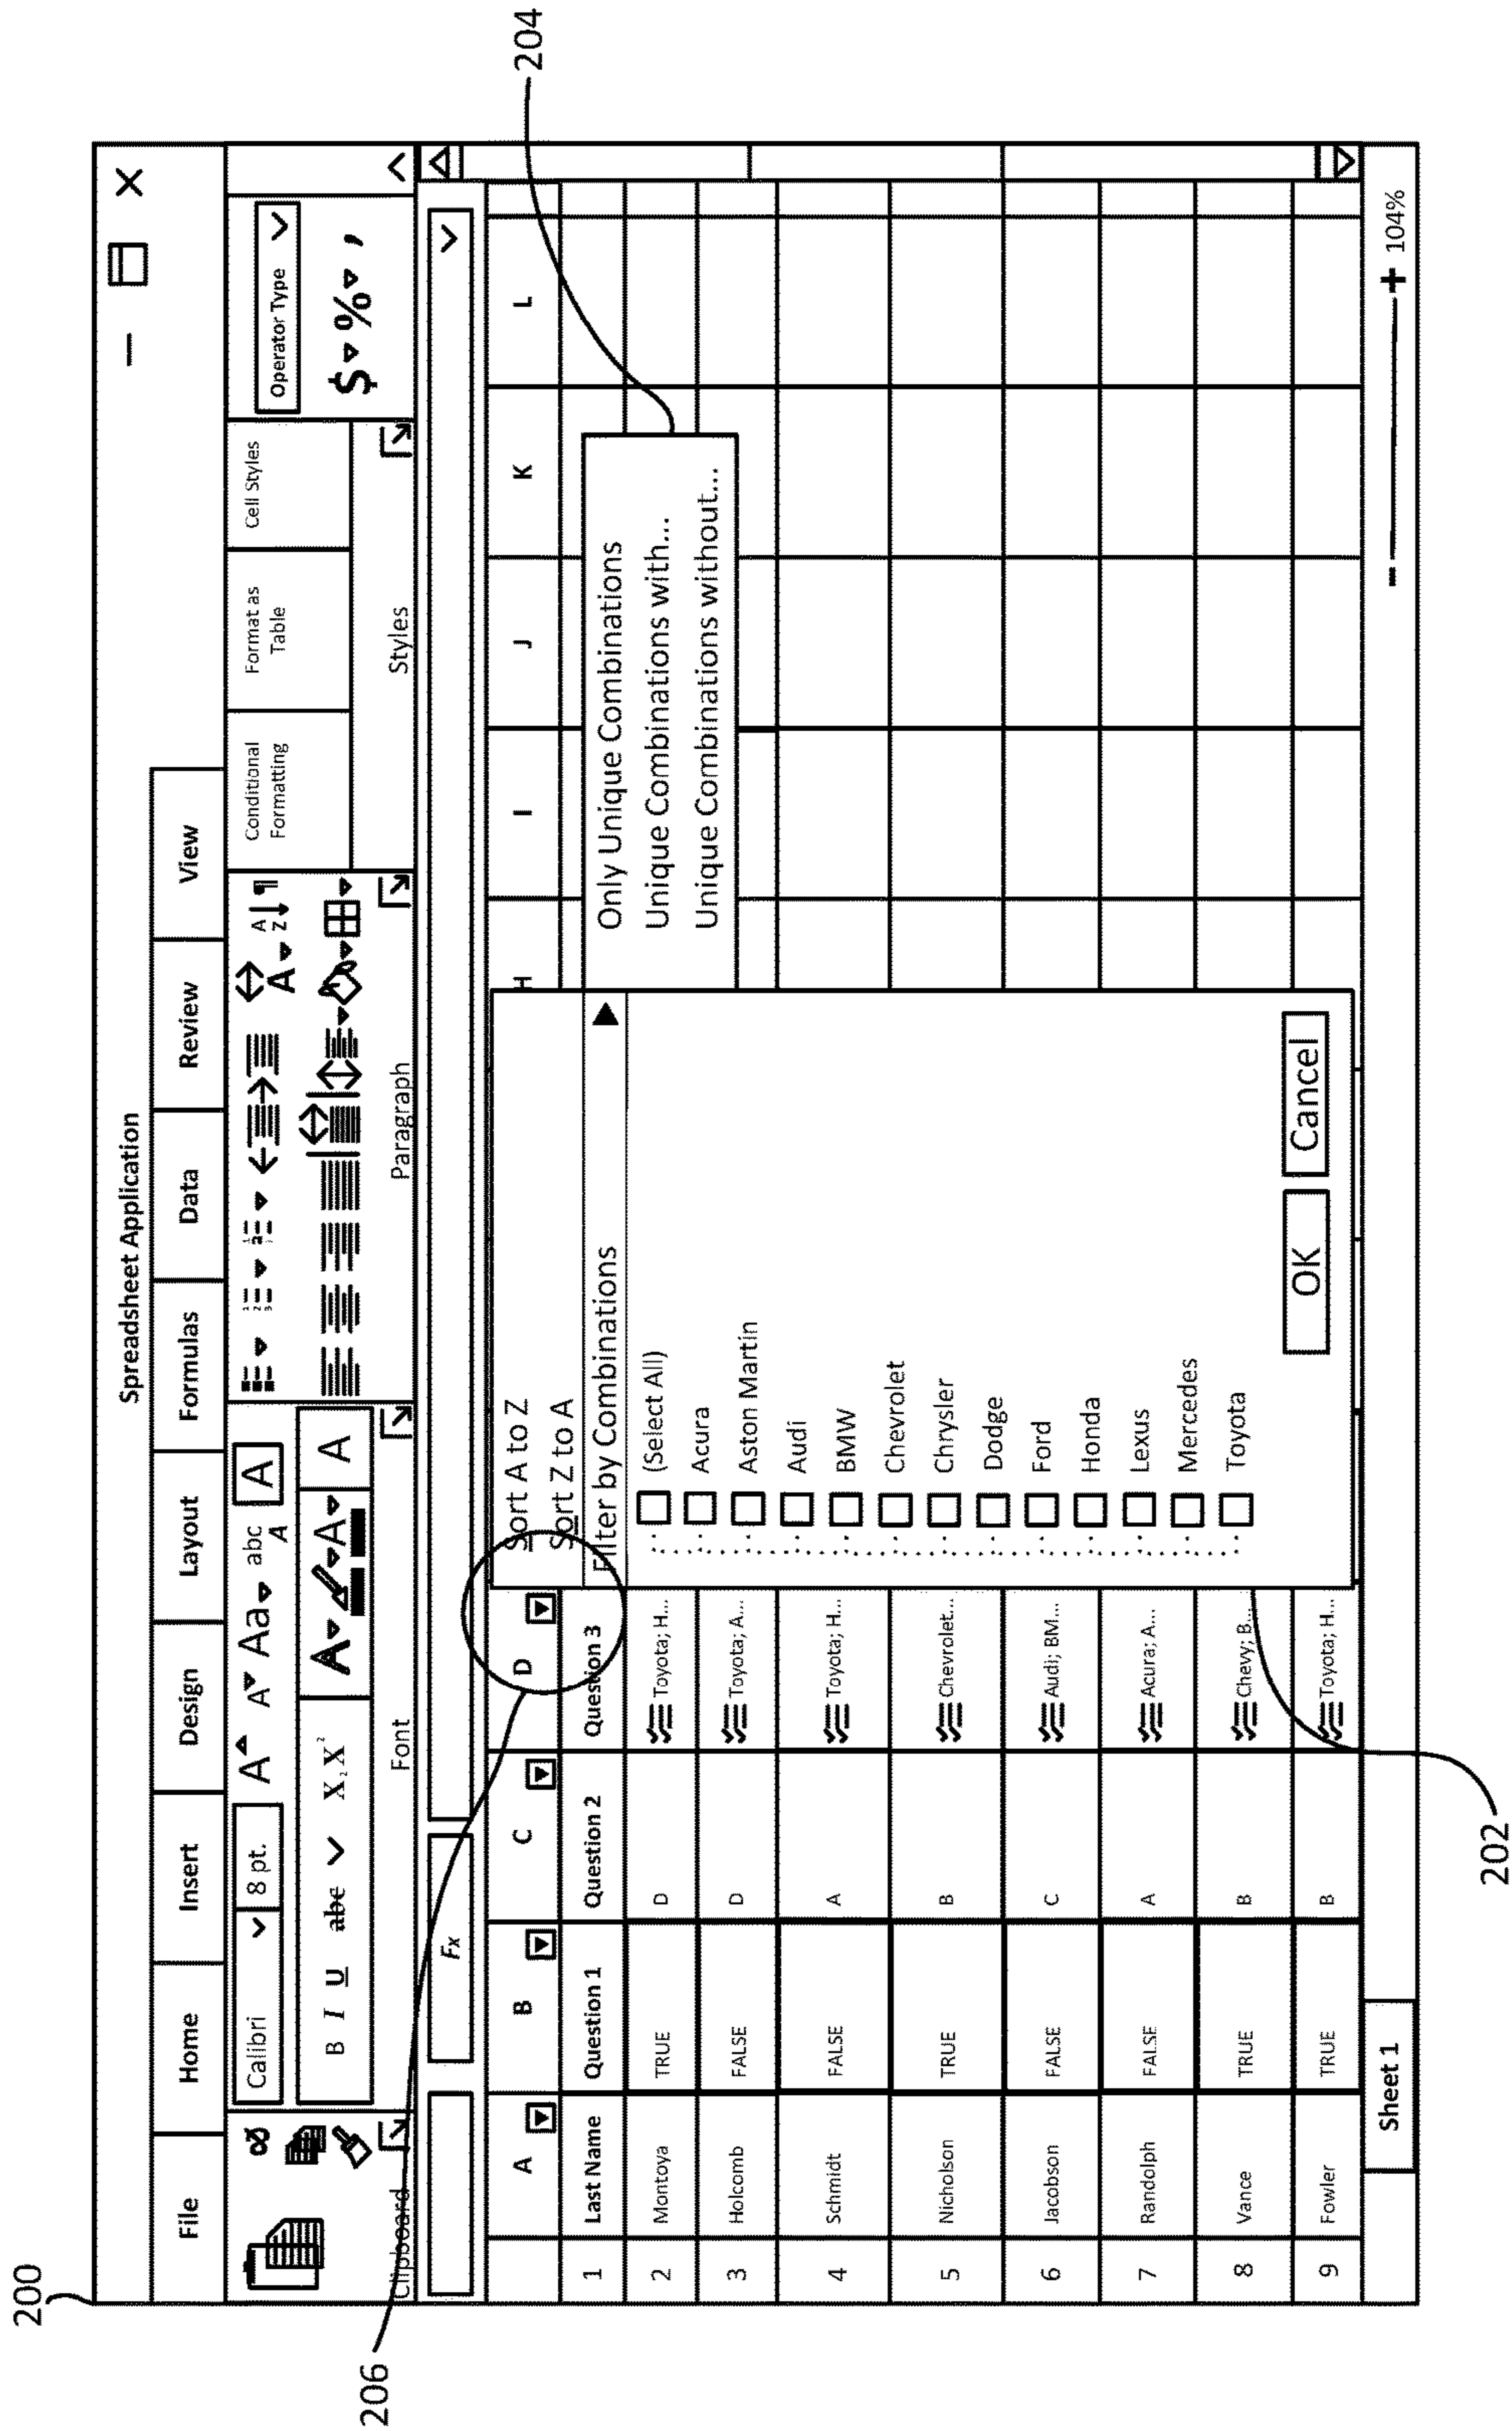 200
Spreadsheet Application
File Home Insert Design Layout Formulas Data Review View
Calibri 8 pt. A A Aa abc A A
B I U abc X₂ X² A A A
Clipboard
Font
Paragraph
A Z
Conditional Formatting
Format as Table
Cell Styles
Styles
Operator Type
$ % ,
Fx
206
204
A B C D H I J K L
1 Last Name Question 1 Question 2 Question 3
2 Montoya TRUE D Toyota; H...
3 Holcomb FALSE D Toyota; A...
4 Schmidt FALSE A Toyota; H...
5 Nicholson TRUE B Chevrolet...
6 Jacobson FALSE C Audi; BM...
7 Randolph FALSE A Acura; A...
8 Vance TRUE B Chevy; B...
9 Fowler TRUE B Toyota; H...
Sort A to Z
Sort Z to A
Filter by Combinations
(Select All)
Acura
Aston Martin
Audi
BMW
Chevrolet
Chrysler
Dodge
Ford
Honda
Lexus
Mercedes
Toyota
OK Cancel
Only Unique Combinations
Unique Combinations with...
Unique Combinations without...
Sheet 1
- + 104%
202